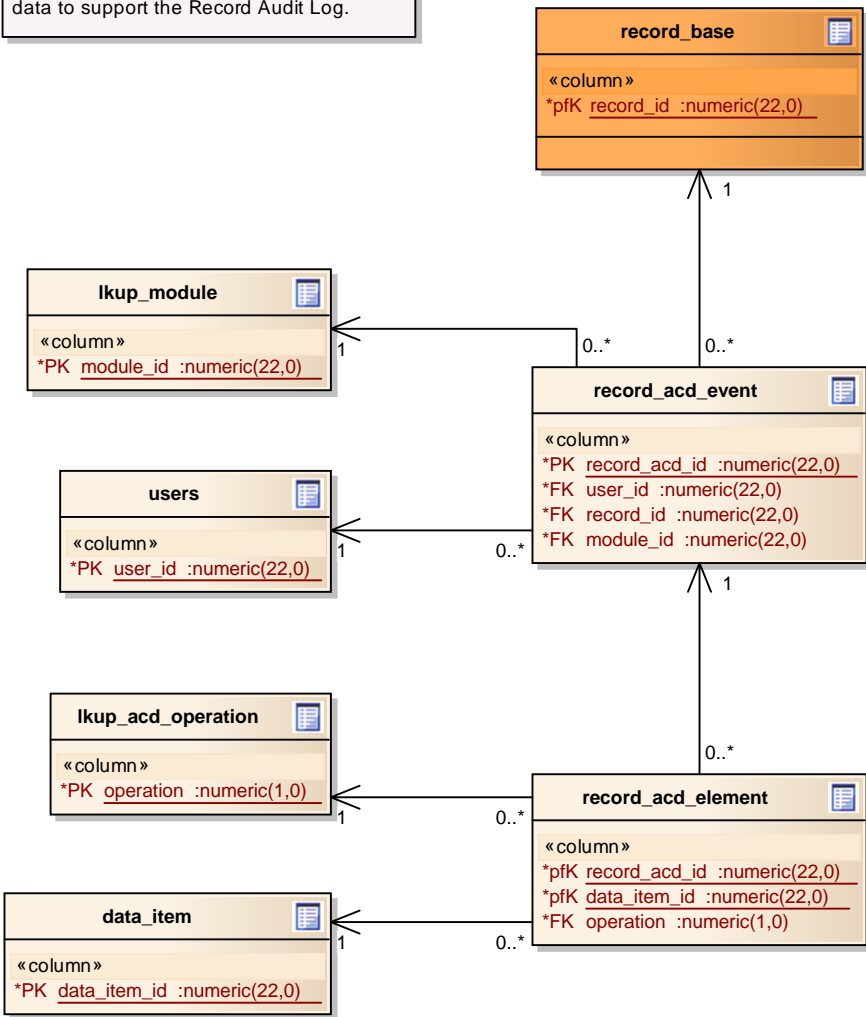 data to support the Record Audit Log.
record_base
«column»
*pfK record_id :numeric(22,0)
1
lkup_module
«column»
*PK module_id :numeric(22,0)
1
0..*
0..*
record_acd_event
«column»
*PK record_acd_id :numeric(22,0)
*FK user_id :numeric(22,0)
*FK record_id :numeric(22,0)
*FK module_id :numeric(22,0)
users
«column»
*PK user_id :numeric(22,0)
1
0..*
1
lkup_acd_operation
«column»
*PK operation :numeric(1,0)
1
0..*
0..*
record_acd_element
«column»
*pfK record_acd_id :numeric(22,0)
*pfK data_item_id :numeric(22,0)
*FK operation :numeric(1,0)
data_item
«column»
*PK data_item_id :numeric(22,0)
1
0..*